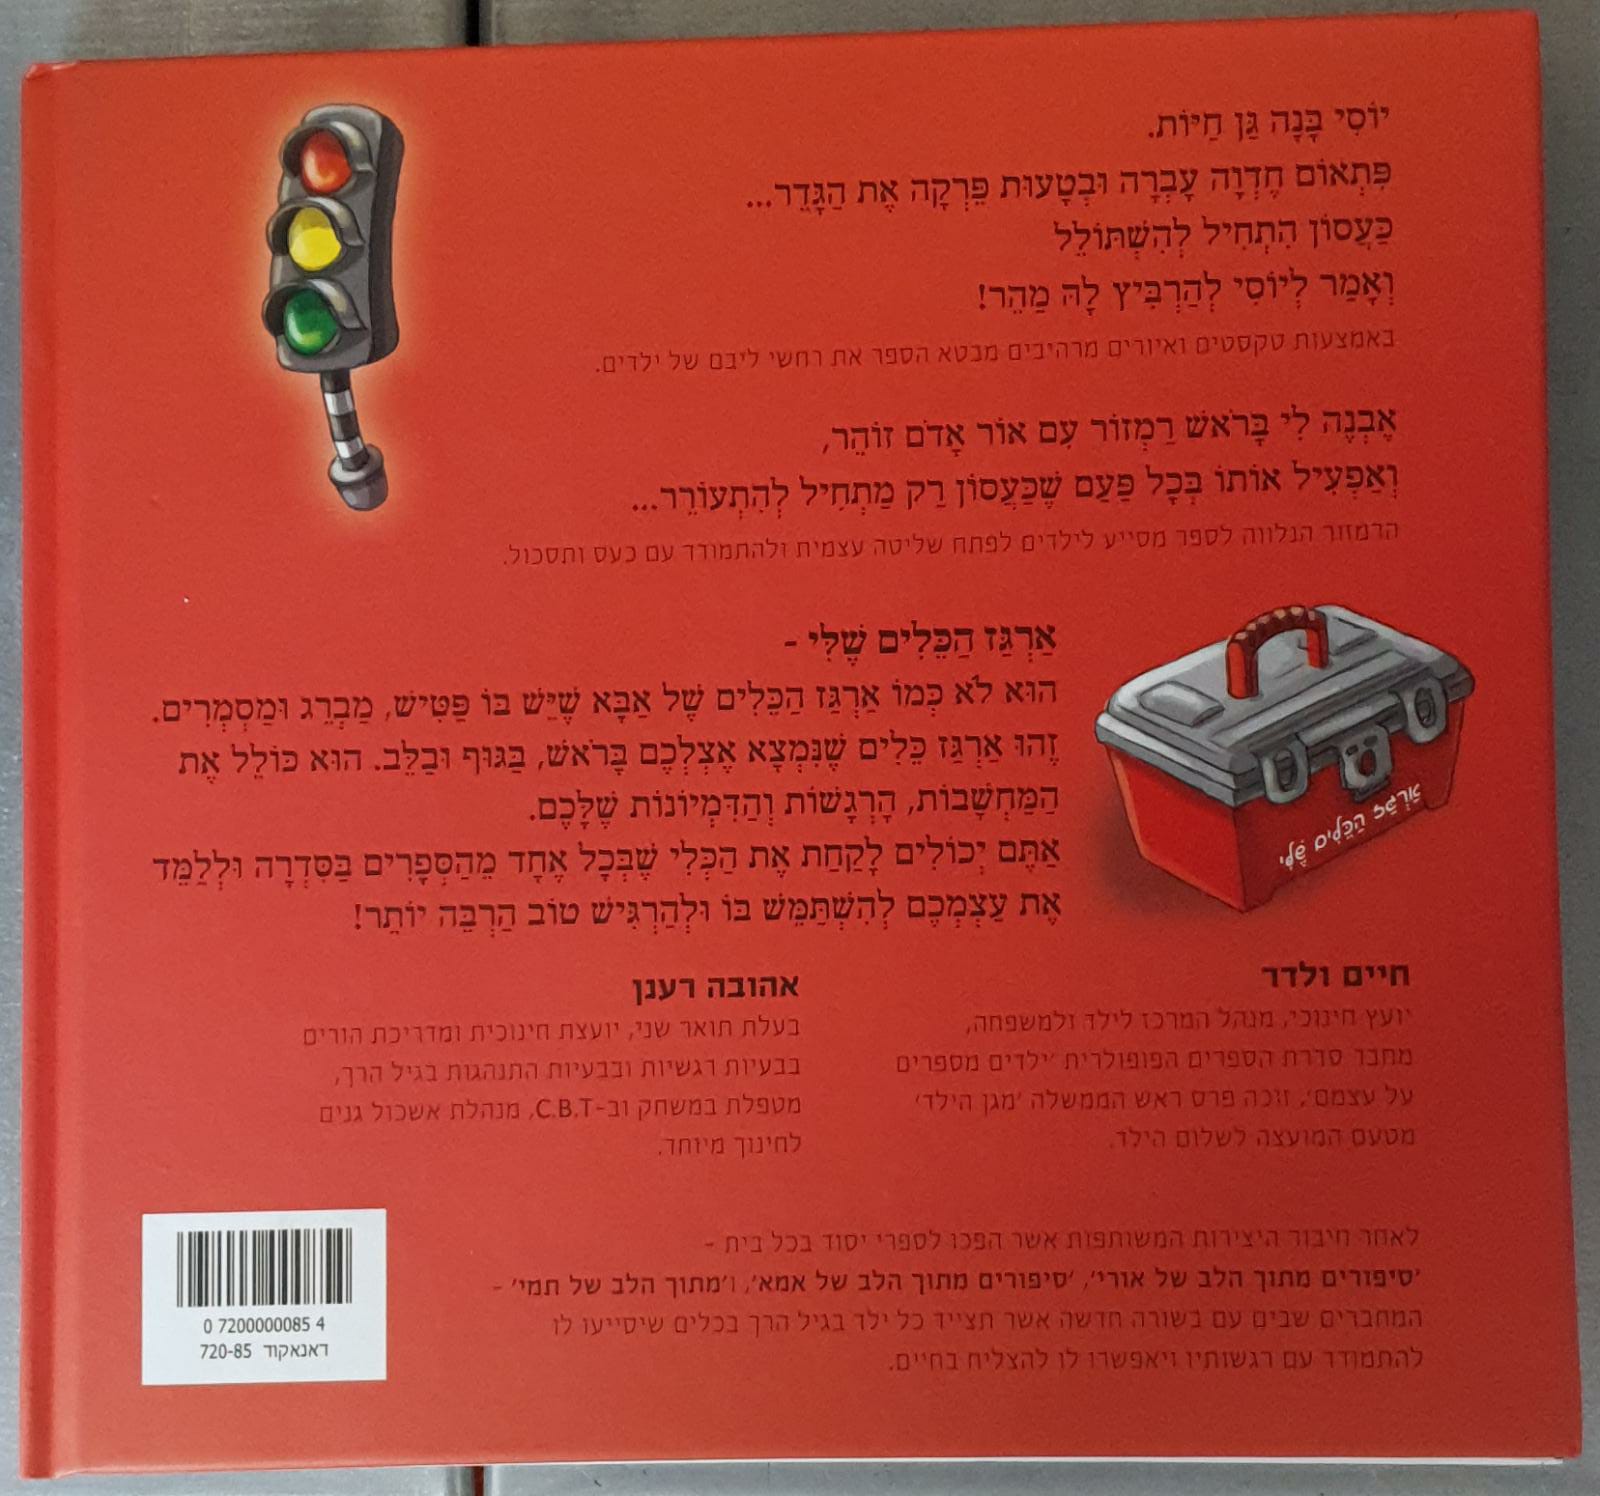 יוֹסִי בָּנָה גַּן חַיּוֹת.
פִּתְאוֹם חֶדְוָה עָבְרָה וּבְטָעוּת פֵּרְקָה אֶת הַגָּדֵר...
כַּעֲסוֹן הִתְחִיל לְהִשְׁתּוֹלֵל
וְאָמַר לְיוֹסִי לְהַרְבִּיץ לָהּ מַהֵר!
באמצעות טקסטים ואיורים מרהיבים מבטא הספר את רחשי ליבם של ילדים.
אֶבְנֶה לִי בָּרֹאשׁ רַמְזוֹר עִם אוֹר אָדֹם זוֹהֵר,
וְאַפְעִיל אוֹתוֹ בְּכָל פַּעַם שֶׁכַּעֲסוֹן רַק מַתְחִיל לְהִתְעוֹרֵר...
הרמזור הנלווה לספר מסייע לילדים לפתח שליטה עצמית ולהתמודד עם כעס ותסכול.
אַרְגַּז הַכֵּלִים שֶׁלִּי -
הוּא לֹא כְּמוֹ אַרְגַּז הַכֵּלִים שֶׁל אַבָּא שֶׁיֵּשׁ בּוֹ פַּטִּישׁ, מַבְרֵג וּמַסְמְרִים.
זֶהוּ אַרְגַּז כֵּלִים שֶׁנִּמְצָא אֶצְלְכֶם בָּרֹאשׁ, בַּגּוּף וּבַלֵּב. הוּא כּוֹלֵל אֶת
הַמַּחְשָׁבוֹת, הָרְגָשׁוֹת וְהַדִּמְיוֹנוֹת שֶׁלָּכֶם.
אַתֶּם יְכוֹלִים לָקַחַת אֶת הַכְּלִי שֶׁבְּכָל אֶחָד מֵהַסְּפָרִים בַּסִּדְרָה וּלְלַמֵּד
אֶת עַצְמְכֶם לְהִשְׁתַּמֵּשׁ בּוֹ וּלְהַרְגִּישׁ טוֹב הַרְבֵּה יוֹתֵר!
אַרְגַּז הַכֵּלִים שֶׁלִּי
חיים ולדר
יועץ חינוכי, מנהל המרכז לילד ולמשפחה,
מחבר סדרת הספרים הפופולרית 'ילדים מספרים
על עצמם', זוכה פרס ראש הממשלה 'מגן הילד'
מטעם המועצה לשלום הילד.
אהובה רענן
בעלת תואר שני, יועצת חינוכית ומדריכת הורים
בבעיות רגשיות ובבעיות התנהגות בגיל הרך,
מטפלת במשחק וב-C.B.T, מנהלת אשכול גנים
לחינוך מיוחד.
לאחר חיבור היצירות המשותפות אשר הפכו לספרי יסוד בכל בית -
'סיפורים מתוך הלב של אורי', 'סיפורים מתוך הלב של אמא', ו'מתוך הלב של תמי' -
המחברים שבים עם בשורה חדשה אשר תצייד כל ילד בגיל הרך בכלים שיסייעו לו
להתמודד עם רגשותיו ויאפשרו לו להצליח בחיים.
0 7200000085 4
דאנאקוד 720-85